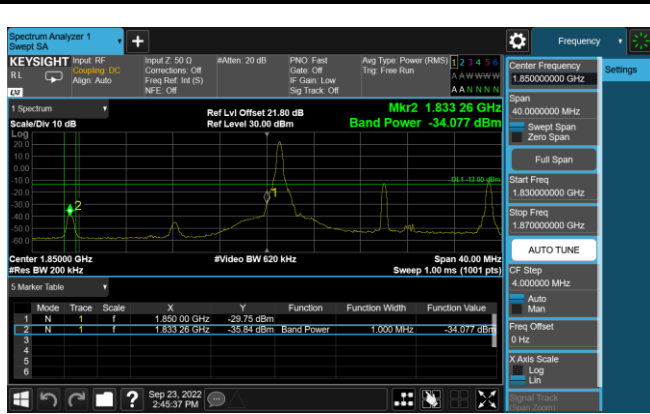 Spectrum Analyzer 1
Swept SA
Frequency
KEYSIGHT
RL
LXI
Input: RF
Coupling: DC
Align: Auto
Input Z: 50 Ω
Corrections: Off
Freq Ref: Int (S)
NFE: Off
#Atten: 20 dB
PNO: Fast
Gate: Off
IF Gain: Low
Sig Track: Off
Avg Type: Power (RMS)
Trig: Free Run
1 2 3 4 5 6
A A W W W W
A A N N N N
1 Spectrum
Scale/Div 10 dB
Ref Lvl Offset 21.80 dB
Ref Level 30.00 dBm
Mkr2 1.833 26 GHz
Band Power -34.077 dBm
Log
20.0
10.0
0.00
-10.0
-20.0
-30.0
-40.0
-50.0
-60.0
DL1 -13.00 dBm
1
2
Center 1.85000 GHz
#Res BW 200 kHz
#Video BW 620 kHz
Span 40.00 MHz
Sweep 1.00 ms (1001 pts)
5 Marker Table
Mode Trace Scale X Y Function Function Width Function Value
1 N 1 f 1.850 00 GHz -29.75 dBm
2 N 1 f 1.833 26 GHz -35.84 dBm Band Power 1.000 MHz -34.077 dBm
3
4
5
6
Sep 23, 2022
2:45:37 PM
Center Frequency
1.850000000 GHz
Settings
Span
40.0000000 MHz
Swept Span
Zero Span
Full Span
Start Freq
1.830000000 GHz
Stop Freq
1.870000000 GHz
AUTO TUNE
CF Step
4.000000 MHz
Auto
Man
Freq Offset
0 Hz
X Axis Scale
Log
Lin
Signal Track
(Span Zoom)